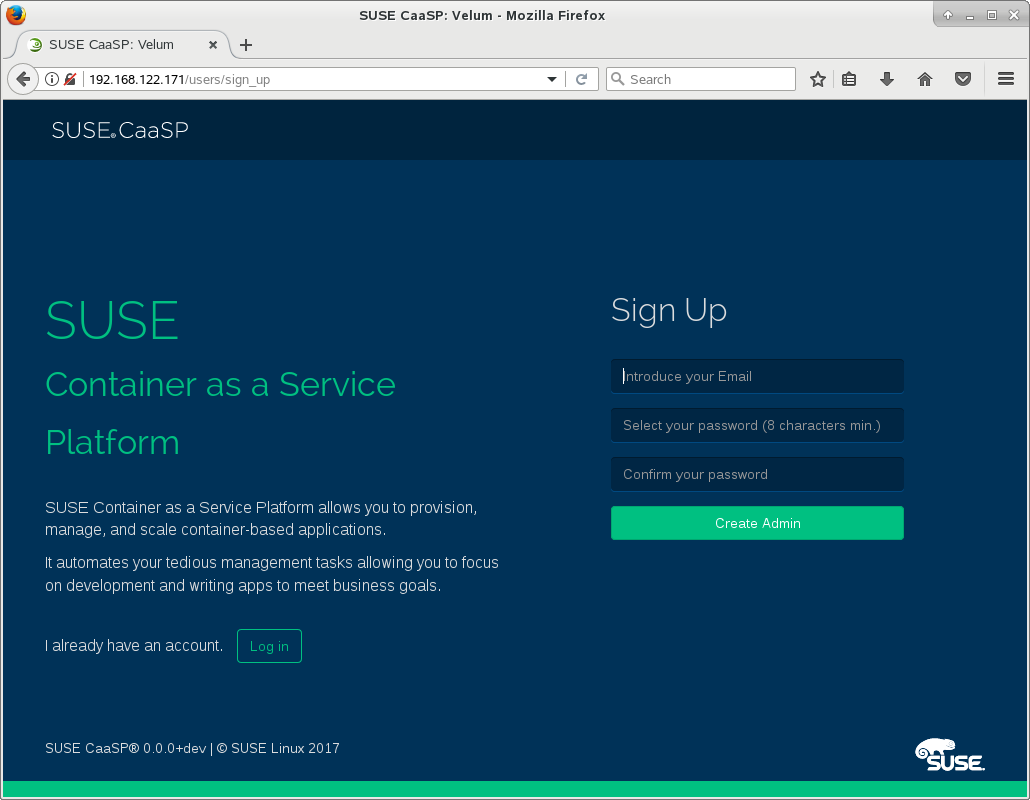 SUSE CaaSP: Velum - Mozilla Firefox
SUSE CaaSP: Velum
192.168.122.171/users/sign_up
Search
SUSE® CaaSP
SUSE
Container as a Service
Platform
SUSE Container as a Service Platform allows you to provision,
manage, and scale container-based applications.
It automates your tedious management tasks allowing you to focus
on development and writing apps to meet business goals.
I already have an account. Log in
Sign Up
Introduce your Email
Select your password (8 characters min.)
Confirm your password
Create Admin
SUSE CaaSP® 0.0.0+dev | © SUSE Linux 2017
SUSE.